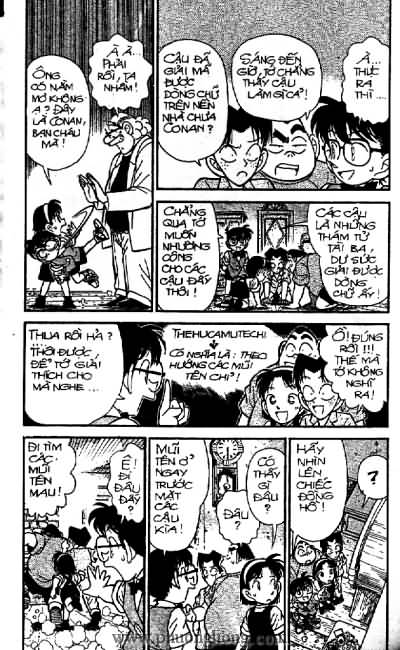 À À...
PHẢI
RỒI, TA
NHẦM!
ÔNG
CÓ NẰM
MƠ KHÔNG
A? ĐÂY
LÀ CONAN,
BẠN CHÁU
MÀ!
CẬU ĐÃ
GIẢI MÃ
ĐƯỢC
DÒNG CHỮ
TRÊN NỀN
NHÀ CHƯA
CONAN?
SÁNG ĐẾN
GIỜ, TỚ CHẲNG
THẤY CẬU
LÀM GÌ CẢ!
À...
THỰC
RA
THÌ...
CHẲNG
QUA TỚ
MUỐN
NHƯỜNG
CÔNG
CHO CÁC
CẬU ĐẤY
THÔI!
CÁC CẬU
LÀ NHỮNG
THÁM TỬ
TÀI BA,
DƯ SỨC
GIẢI ĐƯỢC
DÒNG
CHỮ ẤY!
THUA RỒI HẢ?
...
THÔI ĐƯỢC,
ĐỂ TỚ GIẢI
THÍCH CHO
MÀ NGHE...
THEHUCAMUTECHI
CÓ NGHĨA LÀ: THEO
HƯỚNG CÁC MŨI
TÊN CHỈ!
Ồ! ĐÚNG
RỒI!!!
THẾ MÀ
TỚ KHÔNG
NGHĨ
RA!
ĐI TÌM
CÁC
MŨI
TÊN
MAU!
Ê!
ĐI
ĐÂU
ĐẤY?
MŨI
TÊN Ở
NGAY
TRƯỚC
MẶT
CÁC
CẬU
KÌA!
CÓ
THẤY GÌ
ĐÂU?
ĐÂU?
HÃY
NHÌN
LÊN
CHIẾC
ĐỒNG
HỒ!
?
www.phuonghong.com